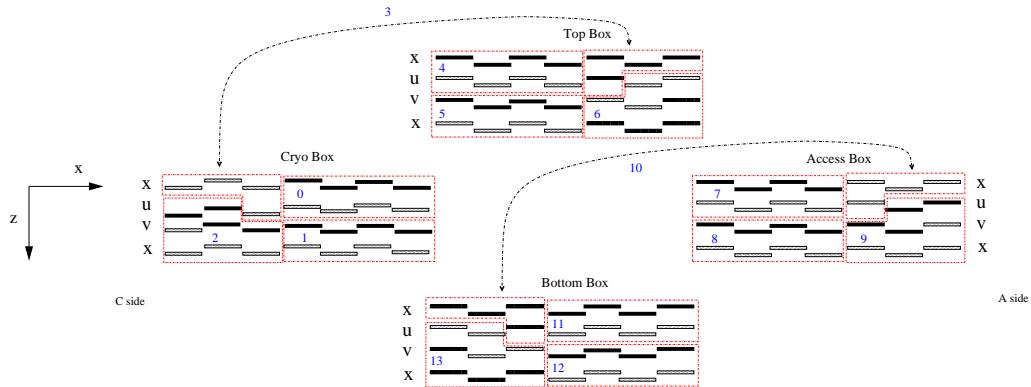 3
Top Box
x
4
u
v
5
6
x
Cryo Box
10
Access Box
x
x
0
7
x
u
u
v
2
1
8
9
v
x
x
z
C side
Bottom Box
A side
x
11
u
v
13
12
x